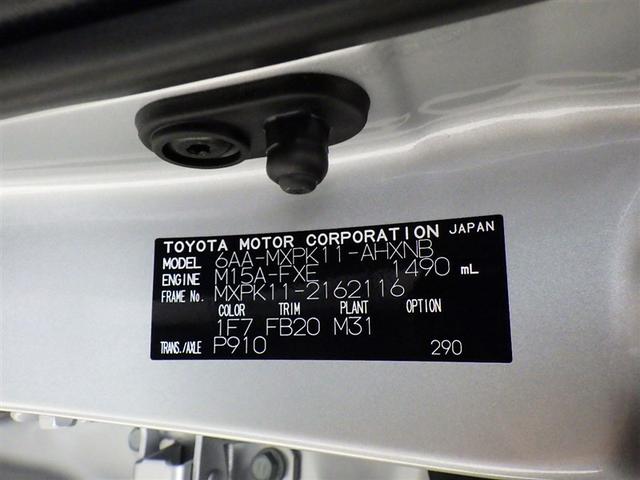 TOYOTA MOTOR CORPORATION JAPAN
MODEL 6AA-MXPK11-AHXNB
ENGINE M15A-FXE 1490 mL
FRAME No. MXPK11-2162116
COLOR TRIM PLANT OPTION
1F7 FB20 M31
TRANS./AXLE P910 290